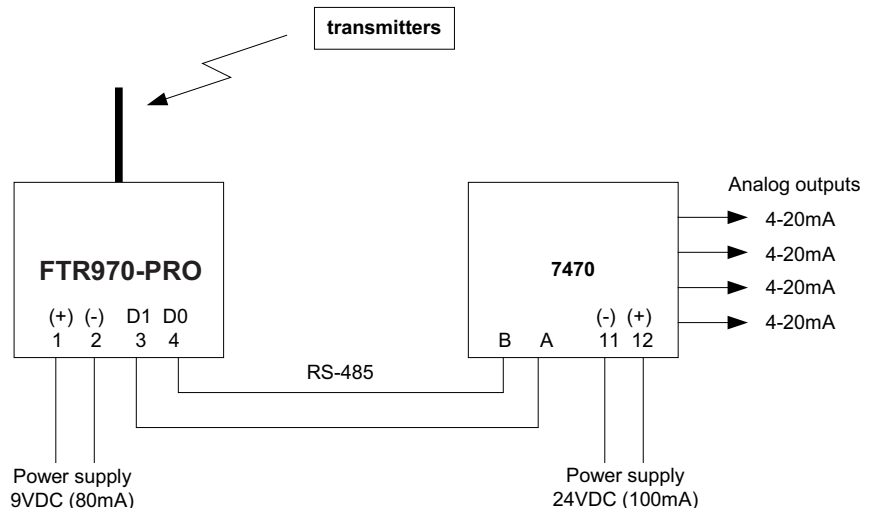 transmitters
Analog outputs
4-20mA
4-20mA
4-20mA
4-20mA
FTR970-PRO
(+) (-) D1 D0
1 2 3 4
7470
(-) (+)
B A 11 12
RS-485
Power supply
9VDC (80mA)
Power supply
24VDC (100mA)